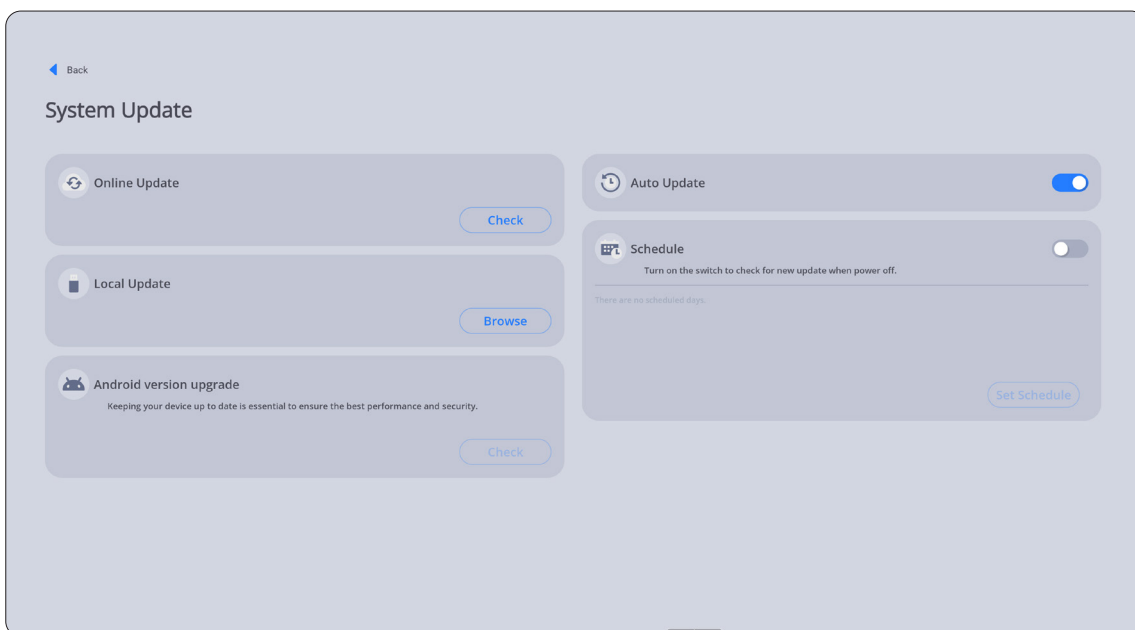 Back
System Update
Online Update
Check
Local Update
Browse
Android version upgrade
Keeping your device up to date is essential to ensure the best performance and security.
Check
Auto Update
Schedule
Turn on the switch to check for new update when power off.
There are no scheduled days.
Set Schedule